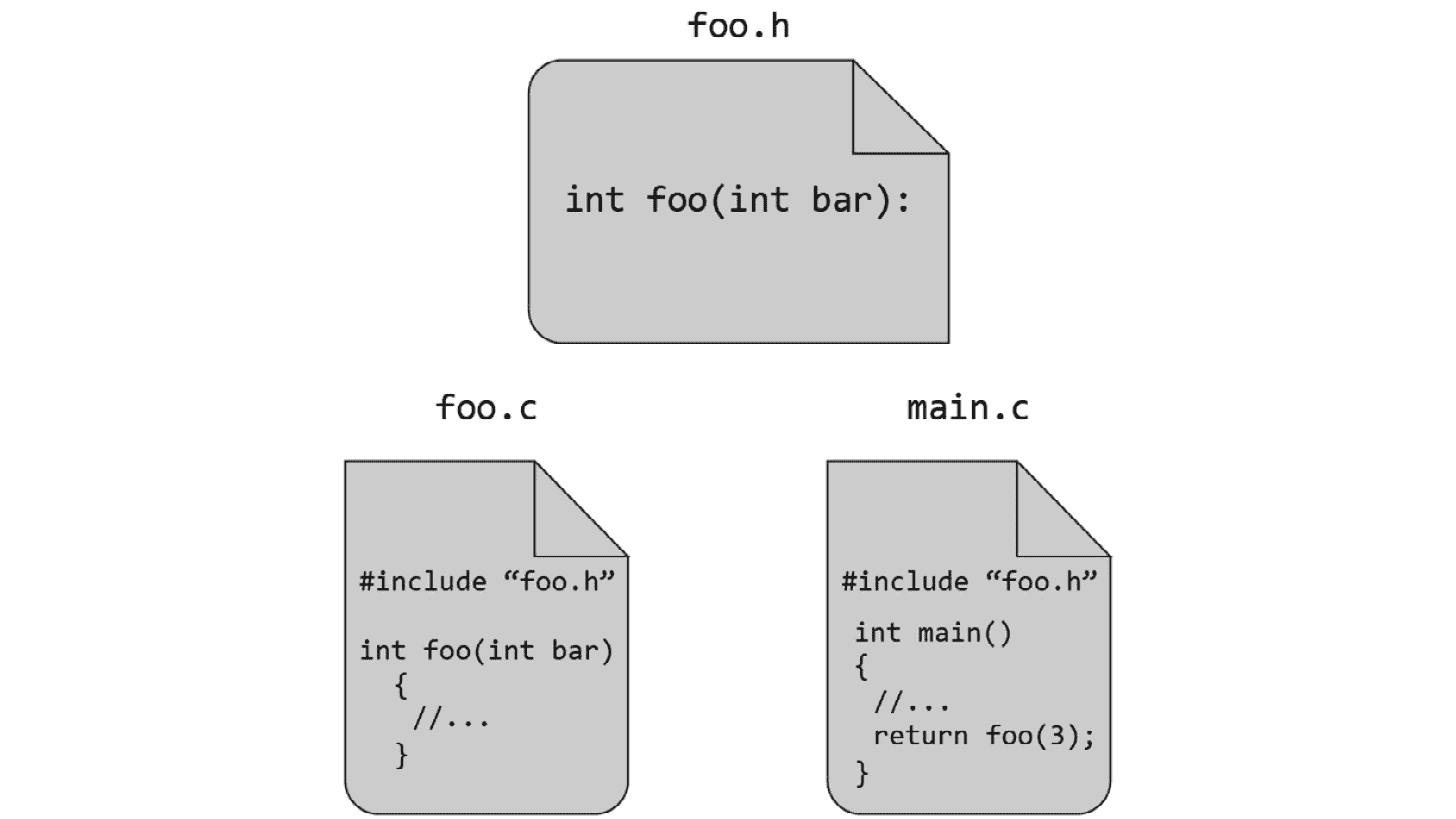 foo.h
int foo(int bar):
foo.c
#include “foo.h”
int foo(int bar)
{
//...
}
main.c
#include “foo.h”
int main()
{
//...
return foo(3);
}